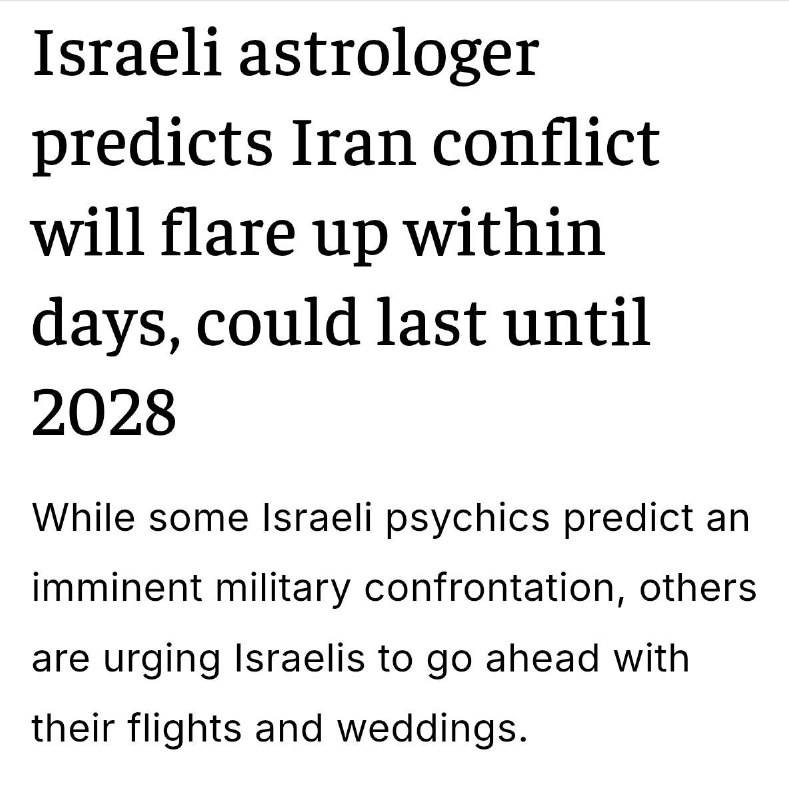 Israeli astrologer
predicts Iran conflict
will flare up within
days, could last until
2028
While some Israeli psychics predict an
imminent military confrontation, others
are urging Israelis to go ahead with
their flights and weddings.